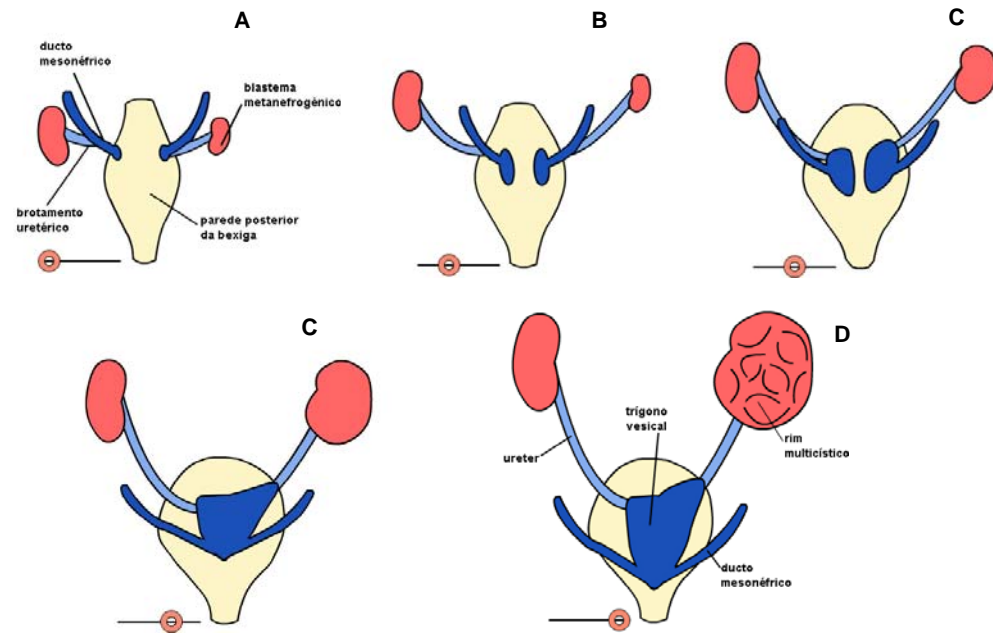 A
ducto
mesonéfrico
blastema
metanefrogênico
brotamento
uretérico
parede posterior
da bexiga
B
C
C
D
ureter
trígono
vesical
rim
multicístico
ducto
mesonéfrico